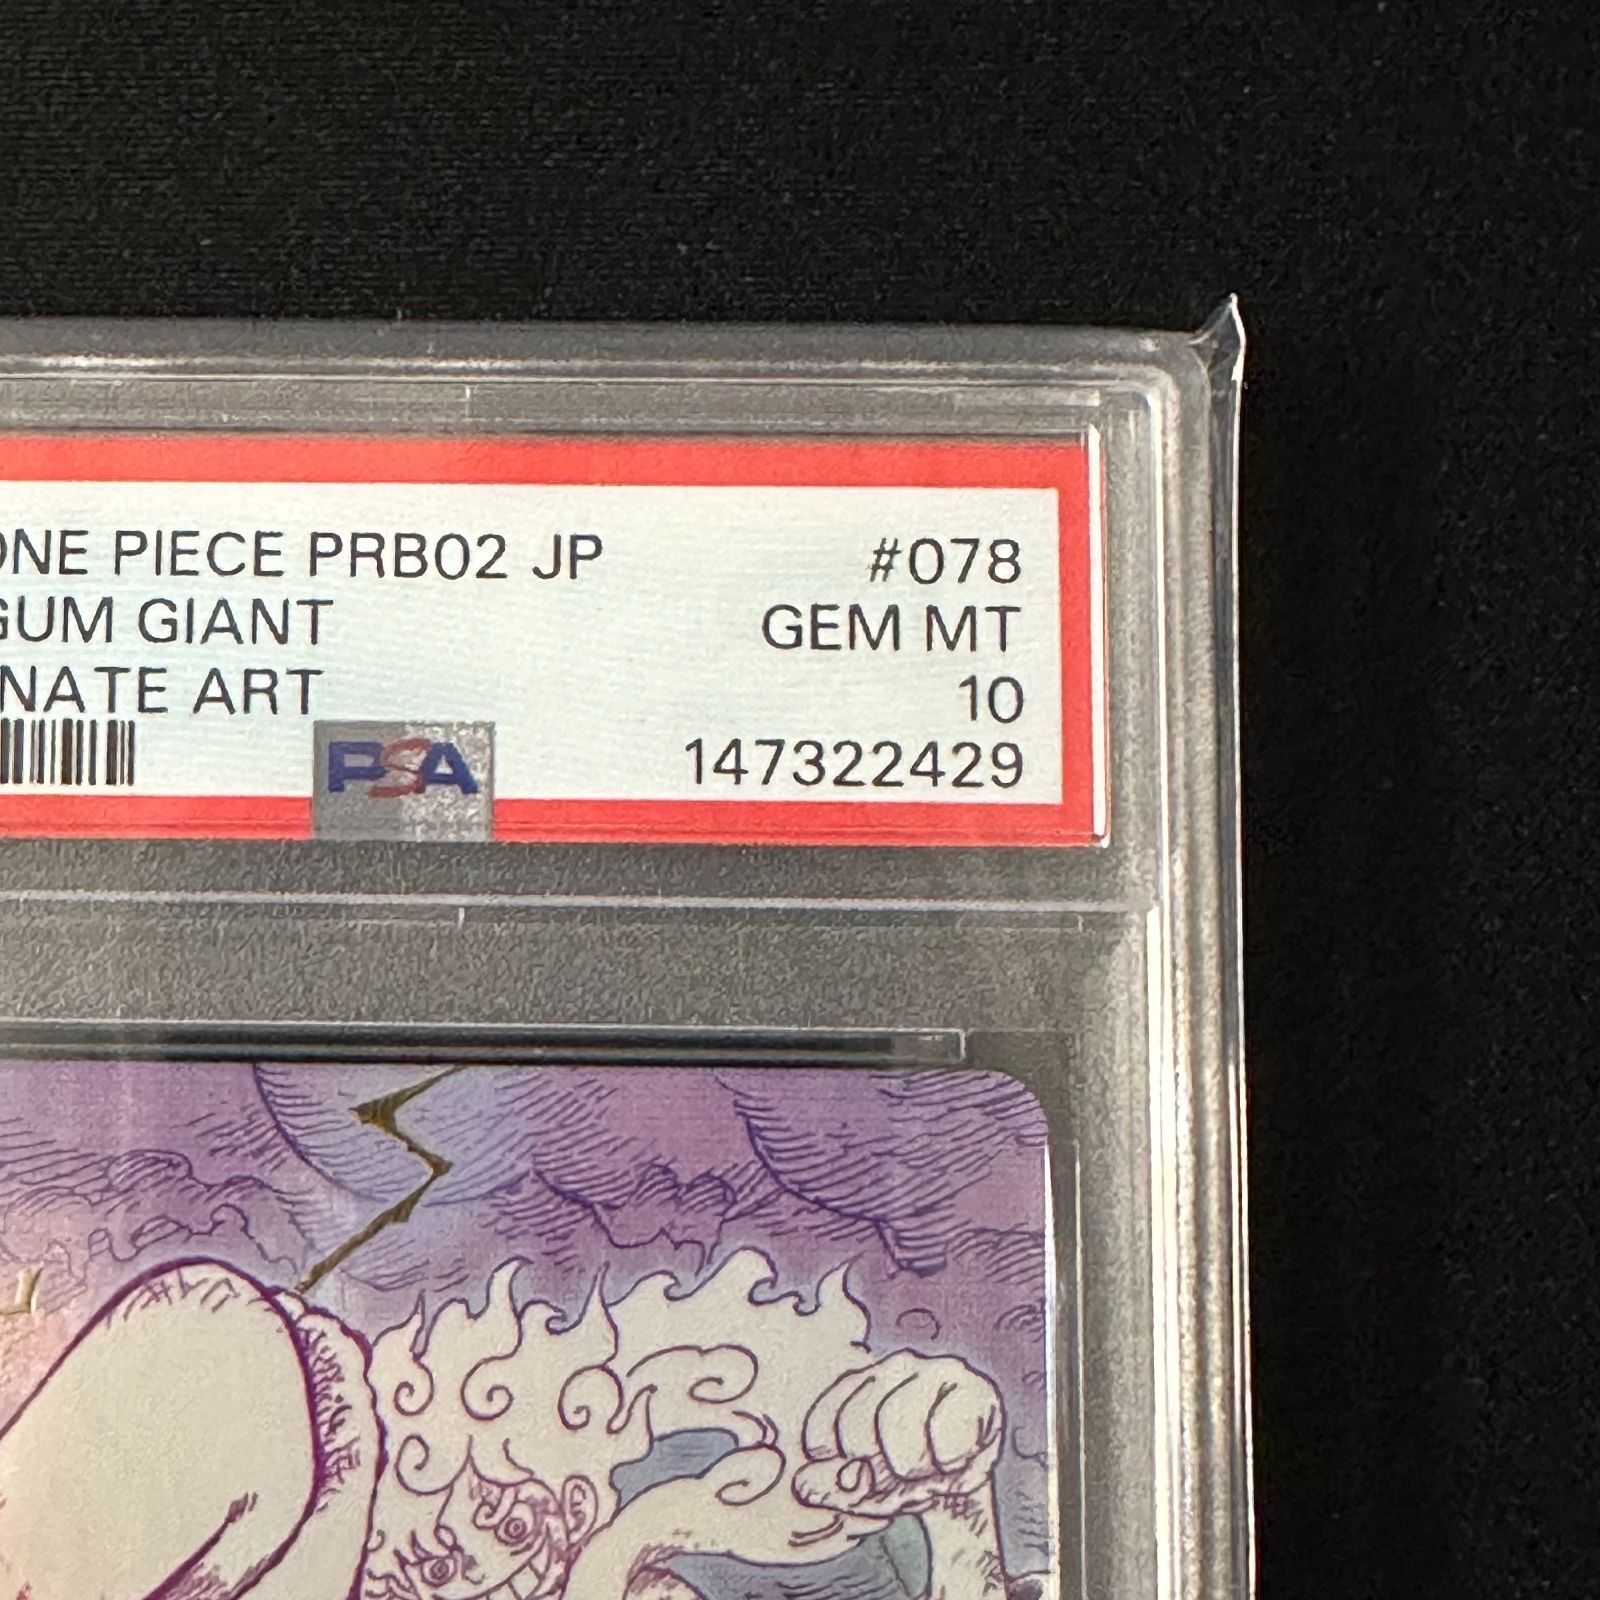 ONE PIECE PRB02 JP #078
GUM GIANT GEM MT
NATE ART 10
PSA 147322429